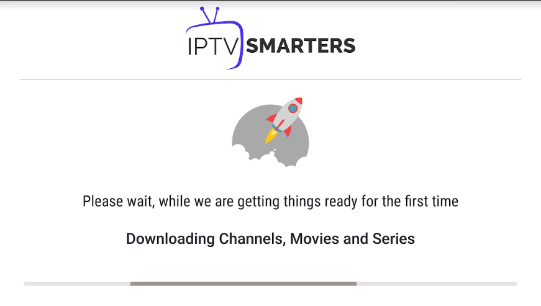 IPTV SMARTERS
Please wait, while we are getting things ready for the first time
Downloading Channels, Movies and Series